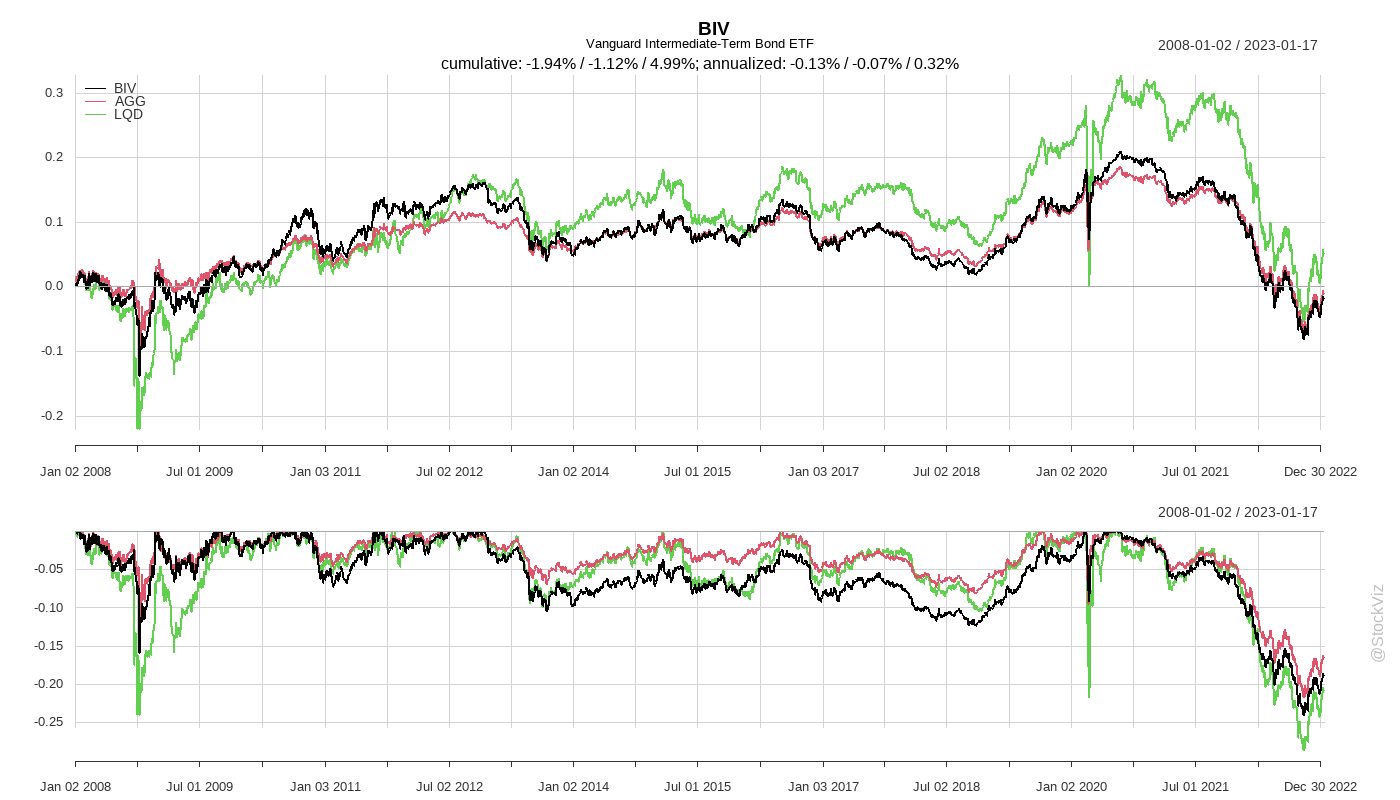 BIV
Vanguard Intermediate-Term Bond ETF
2008-01-02 / 2023-01-17
cumulative: -1.94% / -1.12% / 4.99%; annualized: -0.13% / -0.07% / 0.32%
BIV
AGG
LQD
0.3
0.2
0.1
0.0
-0.1
-0.2
Jan 02 2008 Jul 01 2009 Jan 03 2011 Jul 02 2012 Jan 02 2014 Jul 01 2015 Jan 03 2017 Jul 02 2018 Jan 02 2020 Jul 01 2021 Dec 30 2022
2008-01-02 / 2023-01-17
-0.05
-0.10
-0.15
-0.20
-0.25
@StockViz
Jan 02 2008 Jul 01 2009 Jan 03 2011 Jul 02 2012 Jan 02 2014 Jul 01 2015 Jan 03 2017 Jul 02 2018 Jan 02 2020 Jul 01 2021 Dec 30 2022